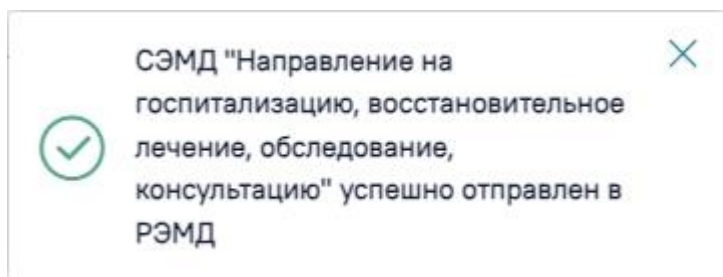 СЭМД "Направление на
госпитализацию, восстановительное
лечение, обследование,
консультацию" успешно отправлен в
РЭМД